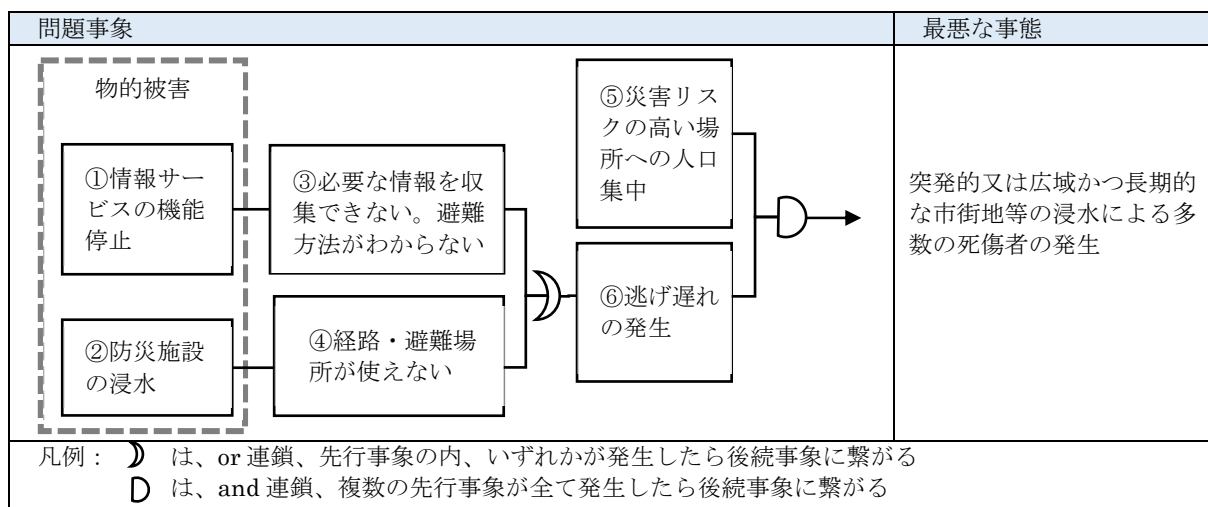 問題事象
最悪な事態
物的被害
①情報サー
ビスの機能
停止
②防災施設
の浸水
③必要な情報を収
集できない。避難
方法がわからない
④経路・避難場
所が使えない
⑤災害リス
クの高い場
所への人口
集中
⑥逃げ遅れ
の発生
突発的又は広域かつ長期的
な市街地等の浸水による多
数の死傷者の発生
凡例： は、or 連鎖、先行事象の内、いずれかが発生したら後続事象に繋がる
は、and 連鎖、複数の先行事象が全て発生したら後続事象に繋がる